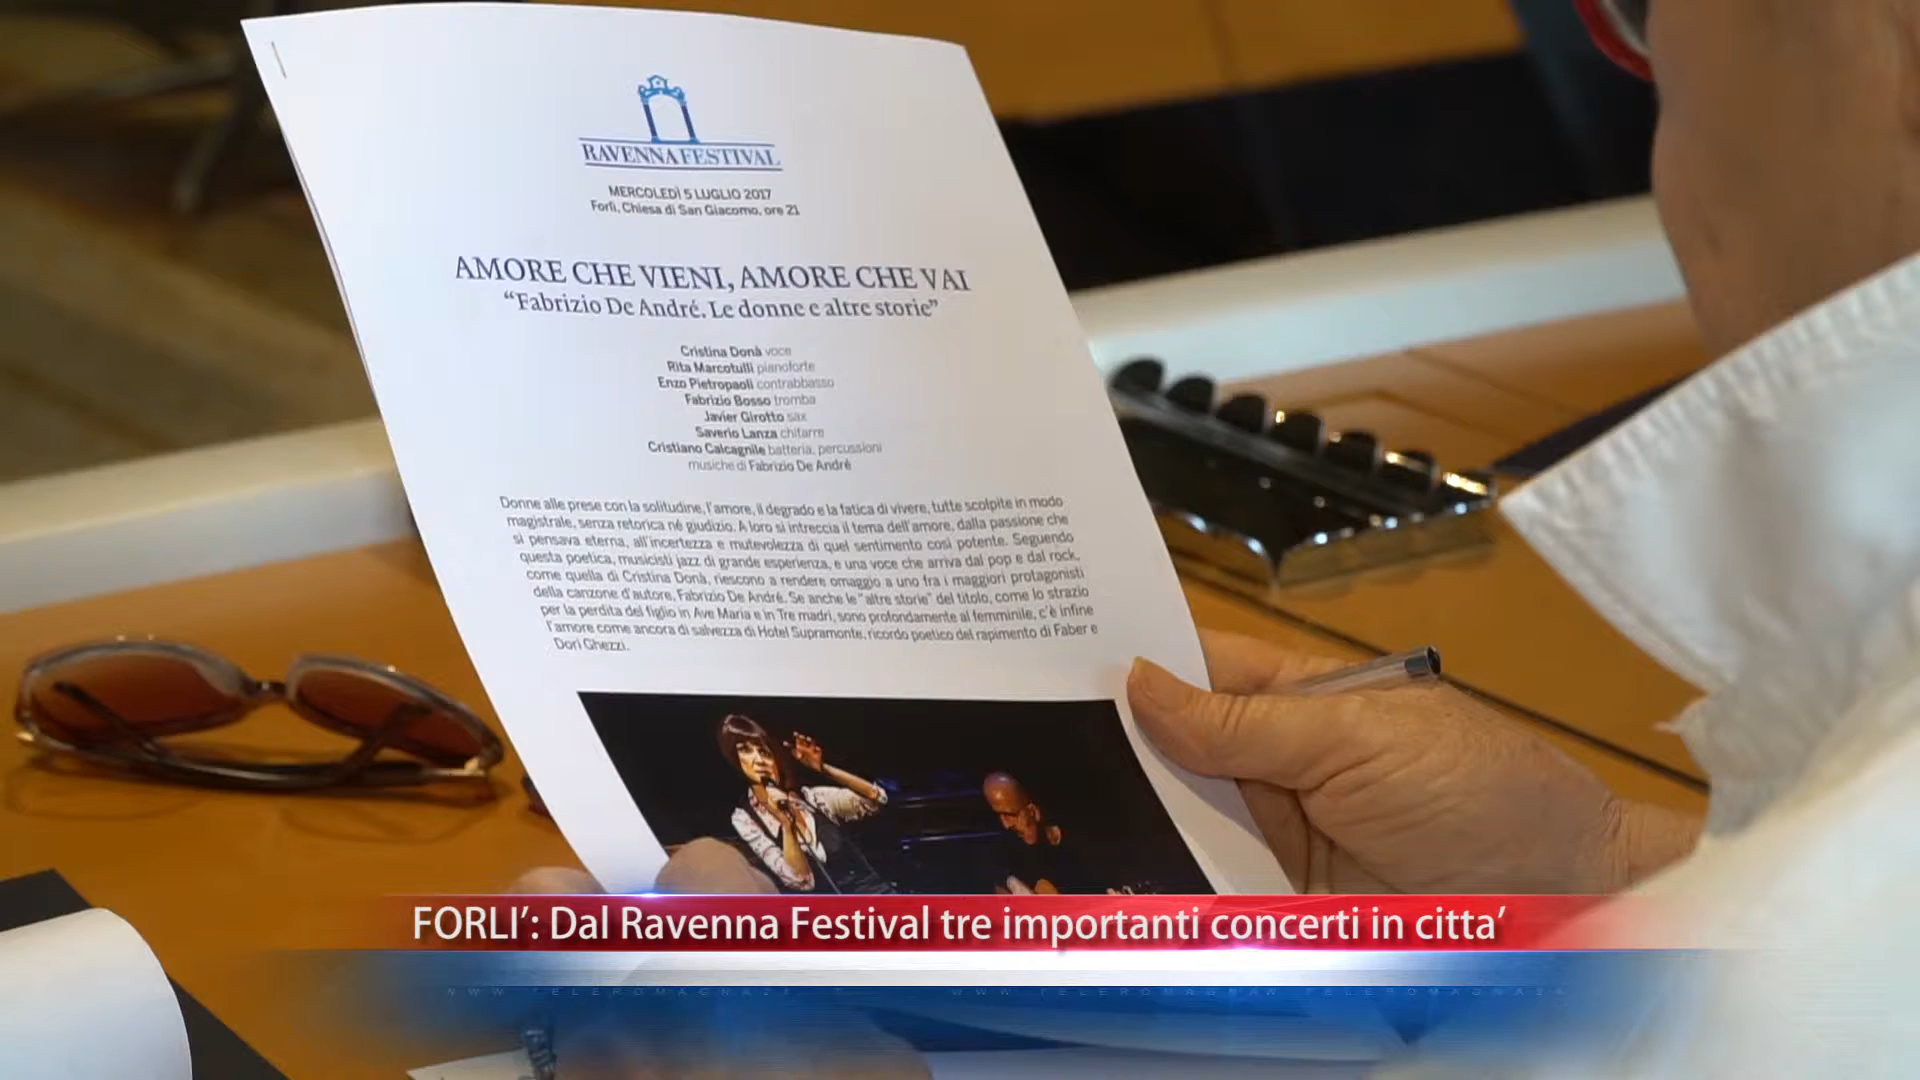 RAVENNA FESTIVAL
MERCOLEDÌ 5 LUGLIO 2017
Forlì, Chiesa di San Giacomo, ore 21
AMORE CHE VIENI, AMORE CHE VAI
“Fabrizio De André. Le donne e altre storie”
Cristina Donà voce
Rita Marcotulli pianoforte
Enzo Pietropaoli contrabbasso
Fabrizio Bosso tromba
Javier Girotto sax
Saverio Lanza chitarre
Cristiano Calcagnile batteria, percussioni
musiche di Fabrizio De André
Donne alle prese con la solitudine, l'amore, il degrado e la fatica di vivere, tutte scolpite in modo
magistrale, senza retorica né giudizio. A loro si intreccia il tema dell'amore, dalla passione che
si pensava eterna, all'incertezza e mutevolezza di quel sentimento così potente. Seguendo
questa poetica, musicisti jazz di grande esperienza, e una voce che arriva dal pop e dal rock,
come quella di Cristina Donà, riescono a rendere omaggio a uno fra i maggiori protagonisti
della canzone d'autore, Fabrizio De André. Se anche le "altre storie" del titolo, come lo strazio
per la perdita del figlio in Ave Maria e in Tre madri, sono profondamente al femminile, c'è infine
l'amore come ancora di salvezza di Hotel Supramonte, ricordo poetico del rapimento di Faber e
Dori Ghezzi.
FORLI’: Dal Ravenna Festival tre importanti concerti in citta’